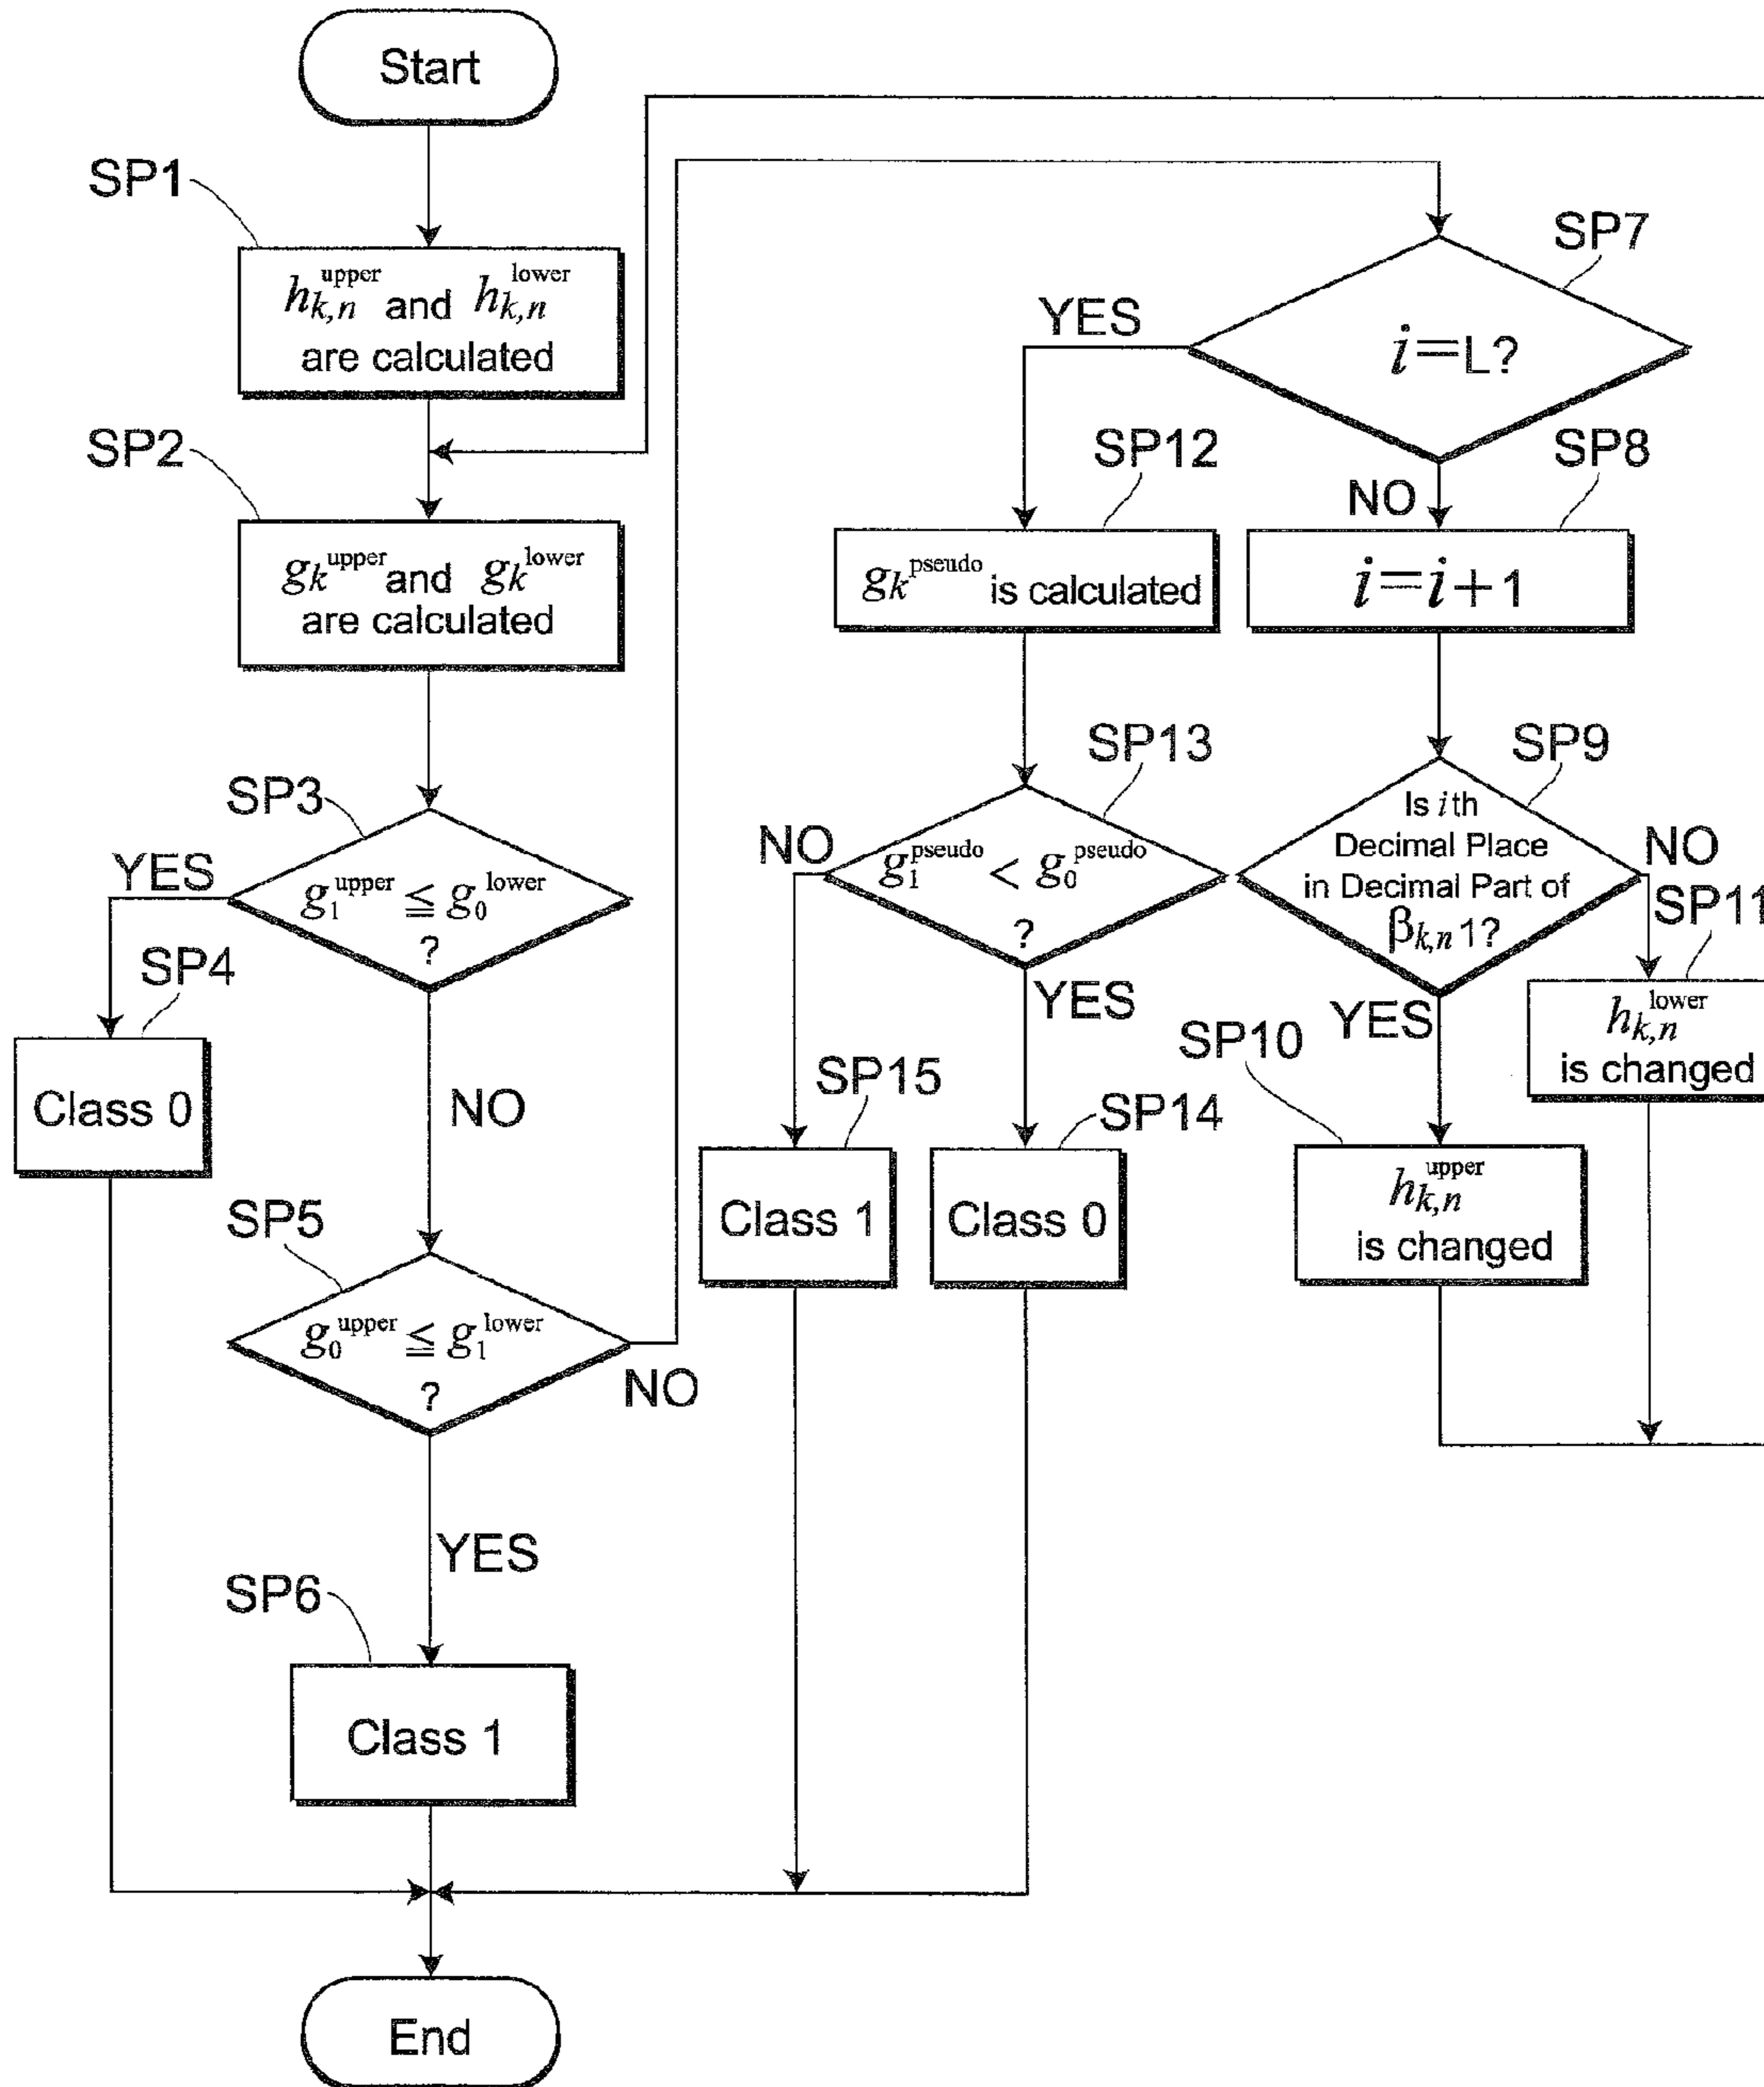 Start
SP1
h_{k,n}^{upper} and h_{k,n}^{lower}
are calculated
SP2
g_k^{upper} and g_k^{lower}
are calculated
SP3
YES
g_1^{upper} ≦ g_0^{lower}
?
SP4
Class 0
NO
SP5
g_0^{upper} ≦ g_1^{lower}
?
NO
YES
SP6
Class 1
End
SP7
YES
i=L?
SP12
NO
SP8
g_k^{pseudo} is calculated
i=i+1
SP13
NO
g_1^{pseudo} < g_0^{pseudo}
?
YES
SP15
Class 1
SP14
Class 0
SP9
Is ith
Decimal Place
in Decimal Part of
β_{k,n} 1?
NO
SP11
h_{k,n}^{lower}
is changed
YES
SP10
h_{k,n}^{upper}
is changed